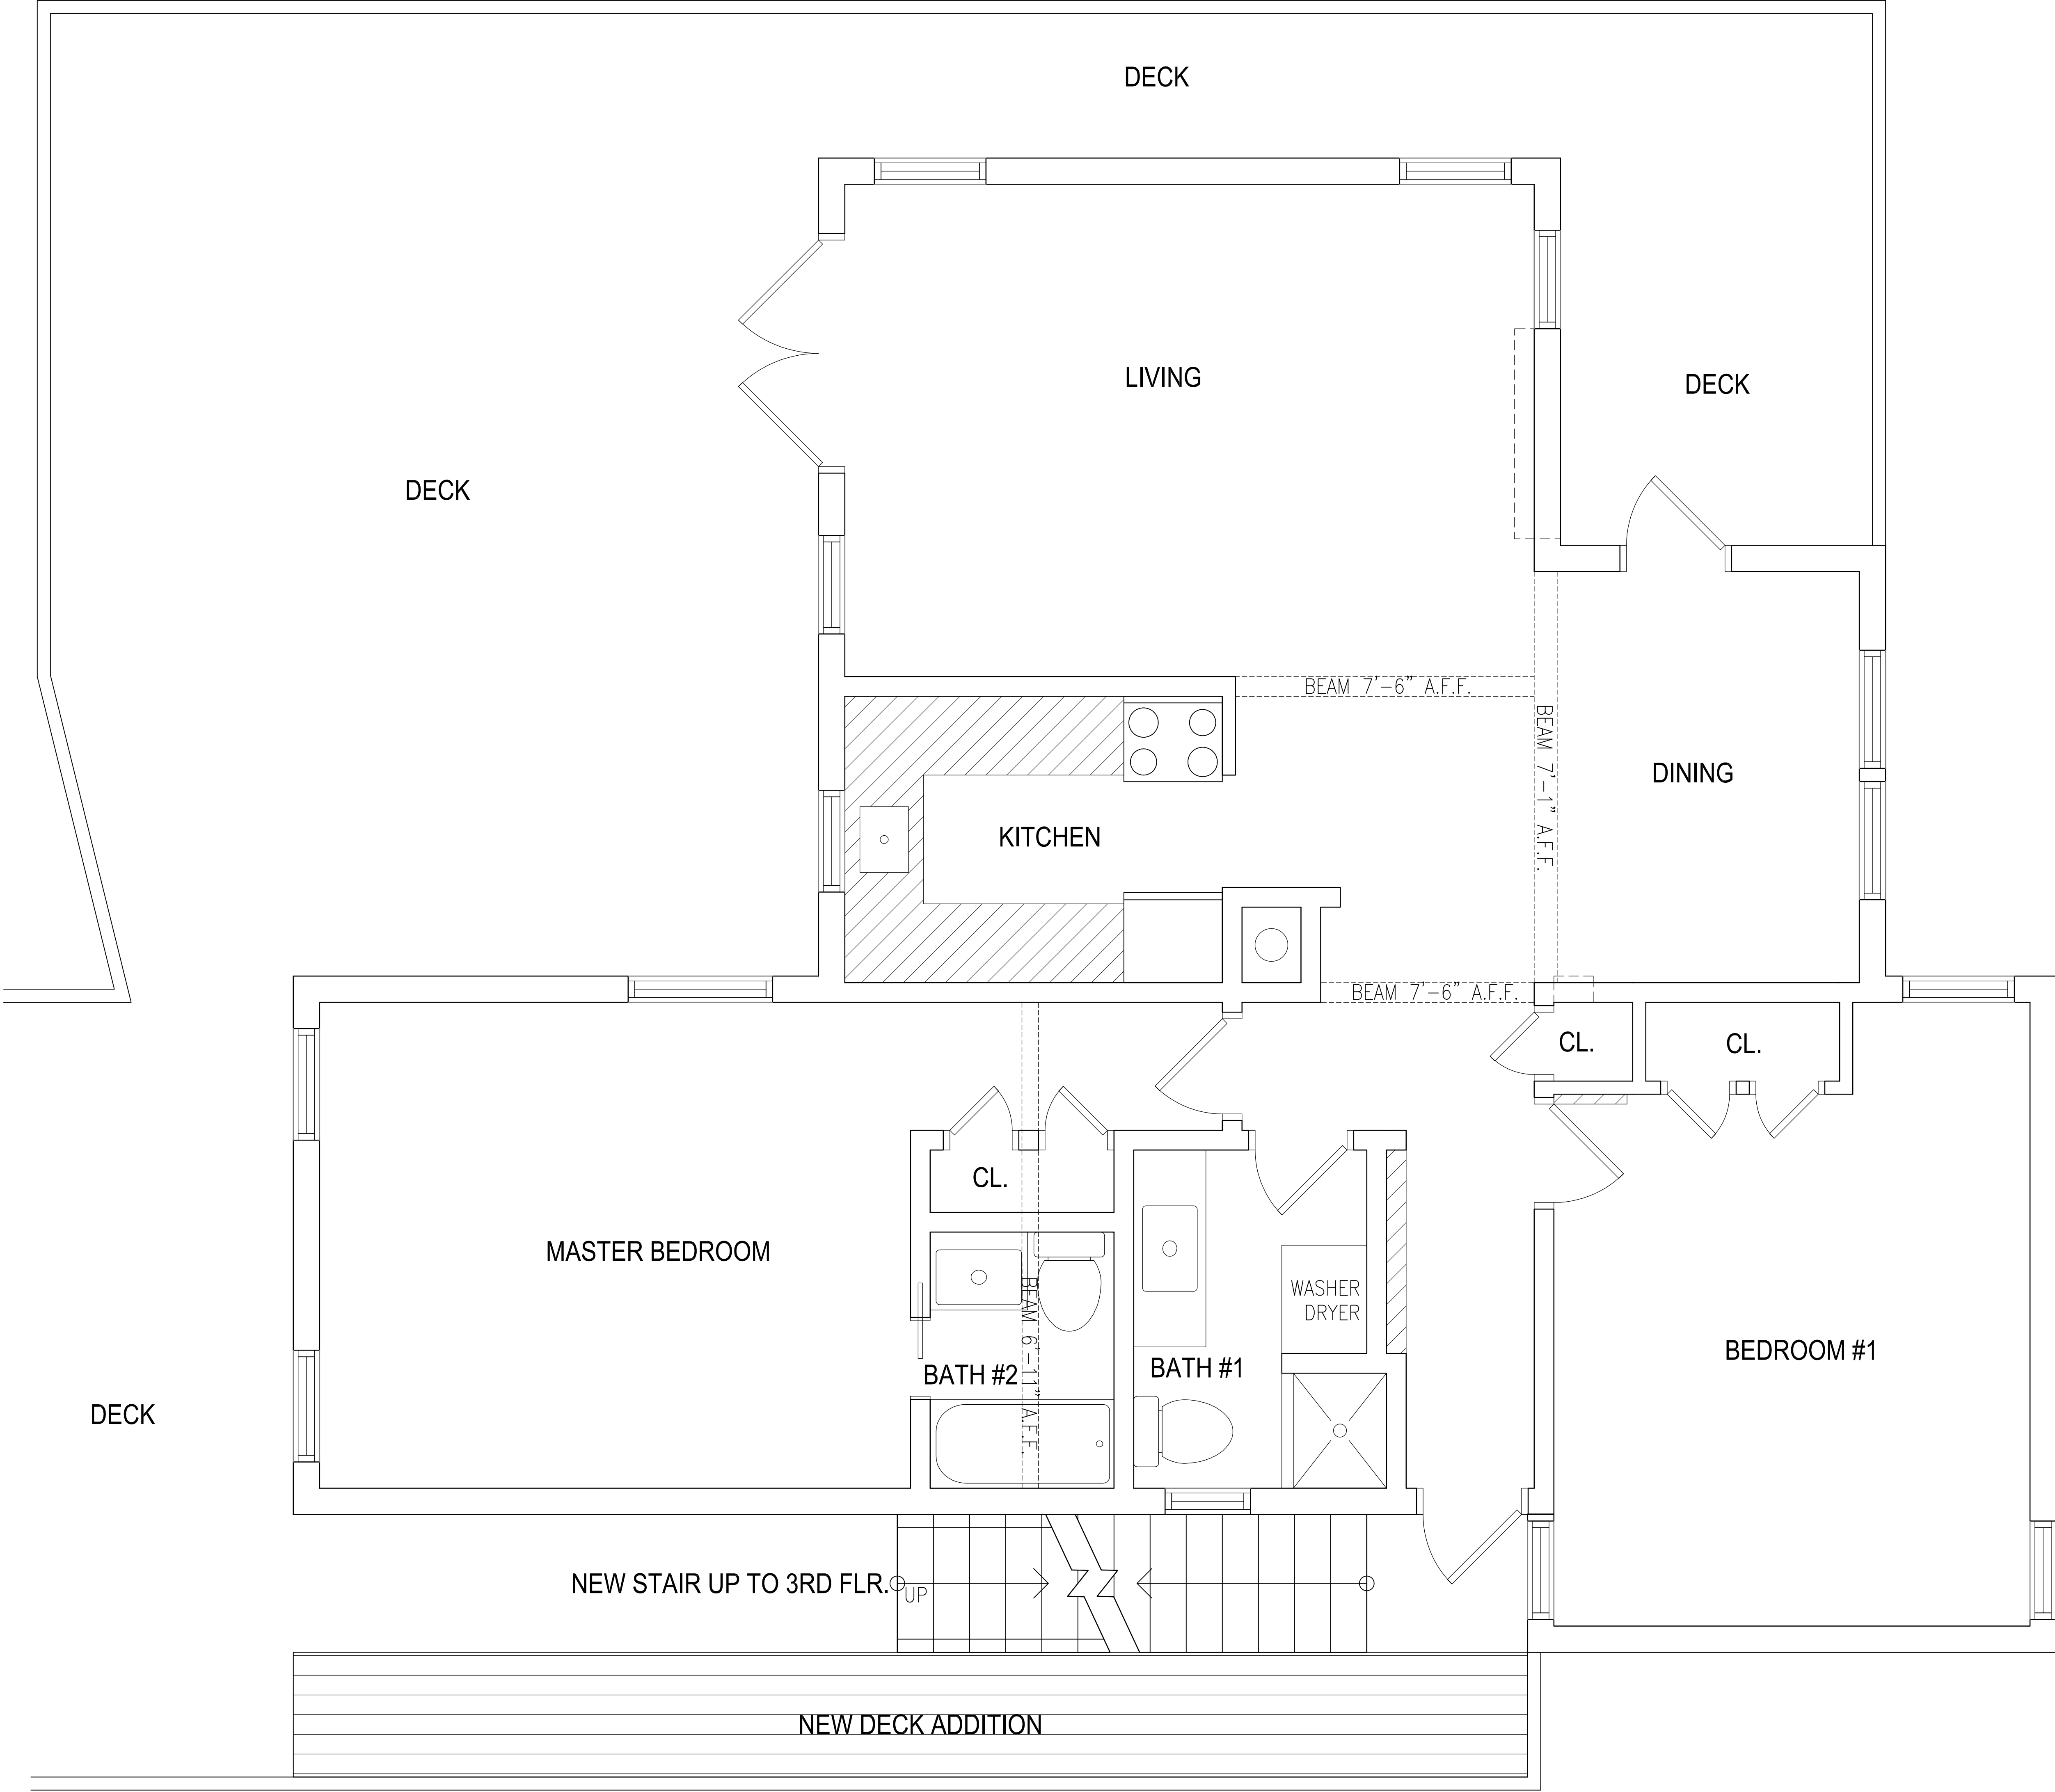 DECK
LIVING
DECK
DECK
BEAM 7'-6" A.F.F.
BEAM 7'-1" A.F.F.
DINING
KITCHEN
BEAM 7'-6" A.F.F.
CL.
CL.
CL.
MASTER BEDROOM
WASHER
DRYER
BEAM 6'-11" A.F.F.
BATH #2
BATH #1
BEDROOM #1
DECK
NEW STAIR UP TO 3RD FLR.
UP
NEW DECK ADDITION